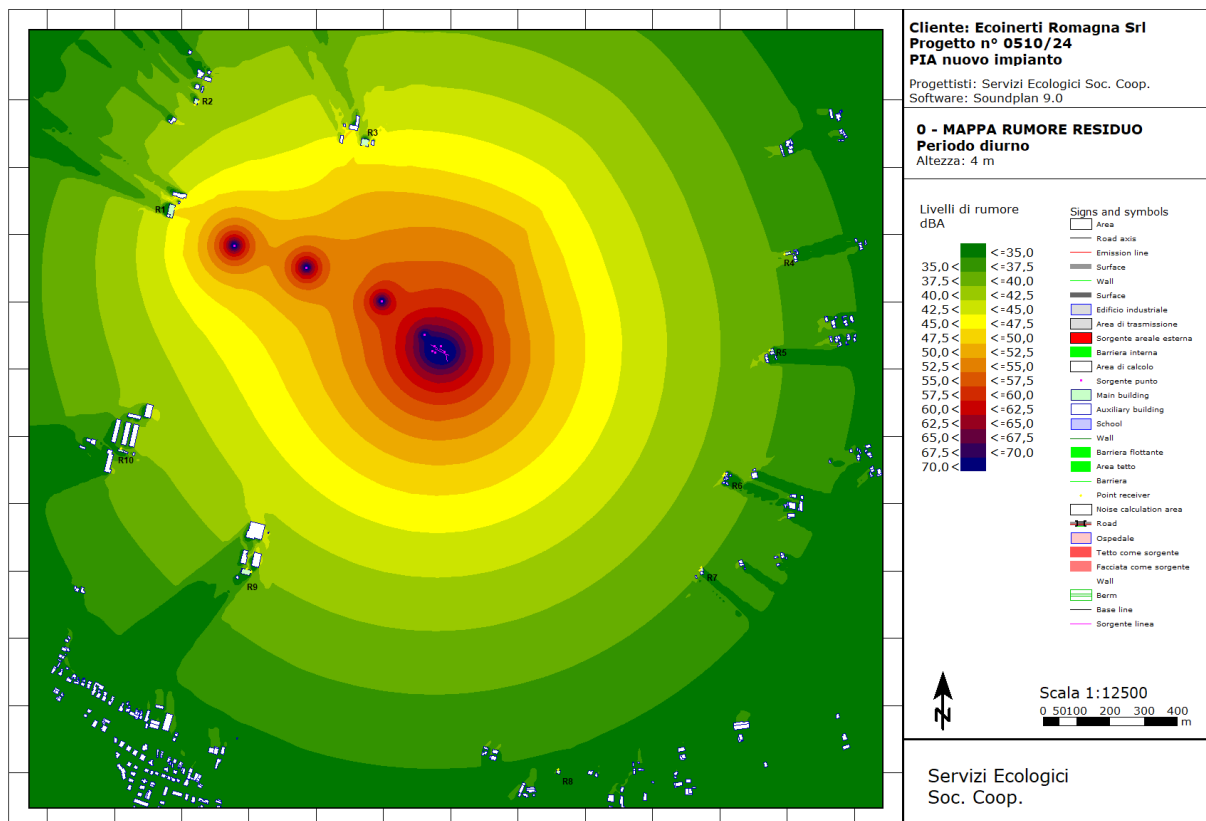 Cliente: Ecoinerti Romagna Srl
Progetto n° 0510/24
PIA nuovo impianto
Progettisti: Servizi Ecologici Soc. Coop.
Software: Soundplan 9.0
0 - MAPPA RUMORE RESIDUO
Periodo diurno
Altezza: 4 m
Livelli di rumore
dBA
<=35,0
35,0< <=37,5
37,5< <=40,0
40,0< <=42,5
42,5< <=45,0
45,0< <=47,5
47,5< <=50,0
50,0< <=52,5
52,5< <=55,0
55,0< <=57,5
57,5< <=60,0
60,0< <=62,5
62,5< <=65,0
65,0< <=67,5
67,5< <=70,0
70,0<
Signs and symbols
Area
Road axis
Emission line
Surface
Wall
Surface
Edificio industriale
Area di trasmissione
Sorgente areale esterna
Barriera interna
Area di calcolo
Sorgente punto
Main building
Auxiliary building
School
Wall
Barriera flottante
Area tetto
Barriera
Point receiver
Noise calculation area
Road
Ospedale
Tetto come sorgente
Facciata come sorgente
Wall
Berm
Base line
Sorgente linea
N
Scala 1:12500
0 50100 200 300 400
m
Servizi Ecologici
Soc. Coop.
R2
R3
R1
R4
R5
R10
R6
R7
R9
R8